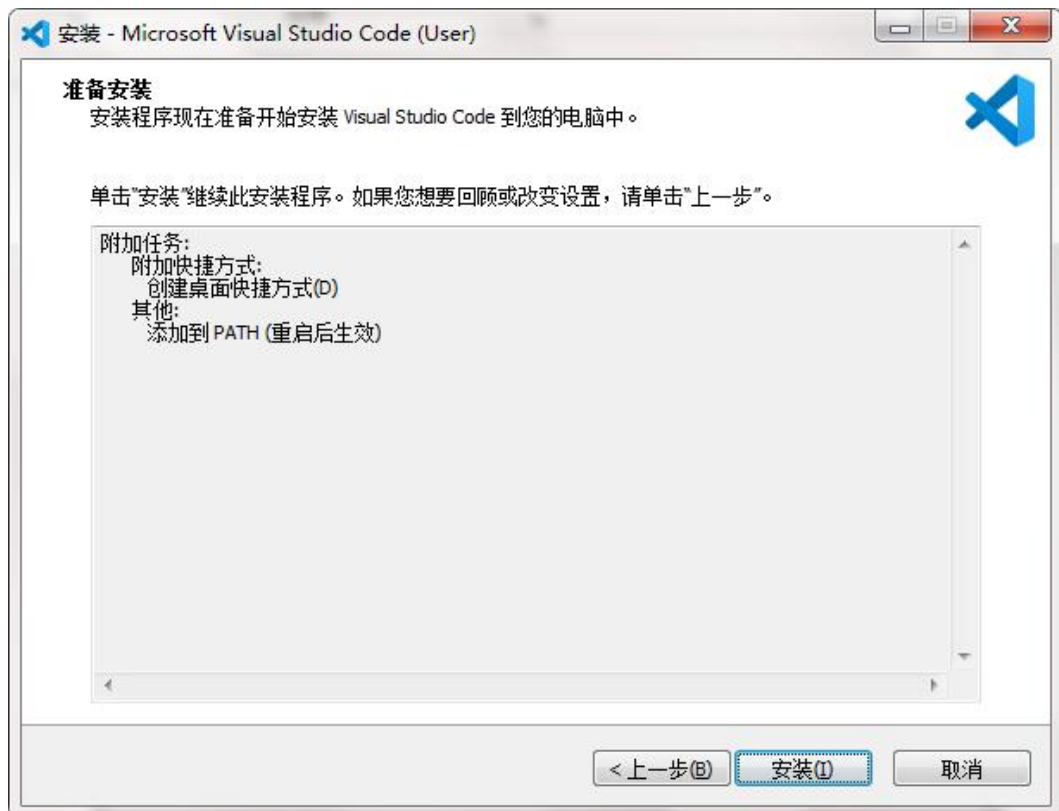 安装 - Microsoft Visual Studio Code (User)
准备安装
安装程序现在准备开始安装 Visual Studio Code 到您的电脑中。
单击“安装”继续此安装程序。如果您想要回顾或改变设置，请单击“上一步”。
附加任务:
附加快捷方式:
创建桌面快捷方式(D)
其他:
添加到 PATH (重启后生效)
<上一步(B)
安装(I)
取消